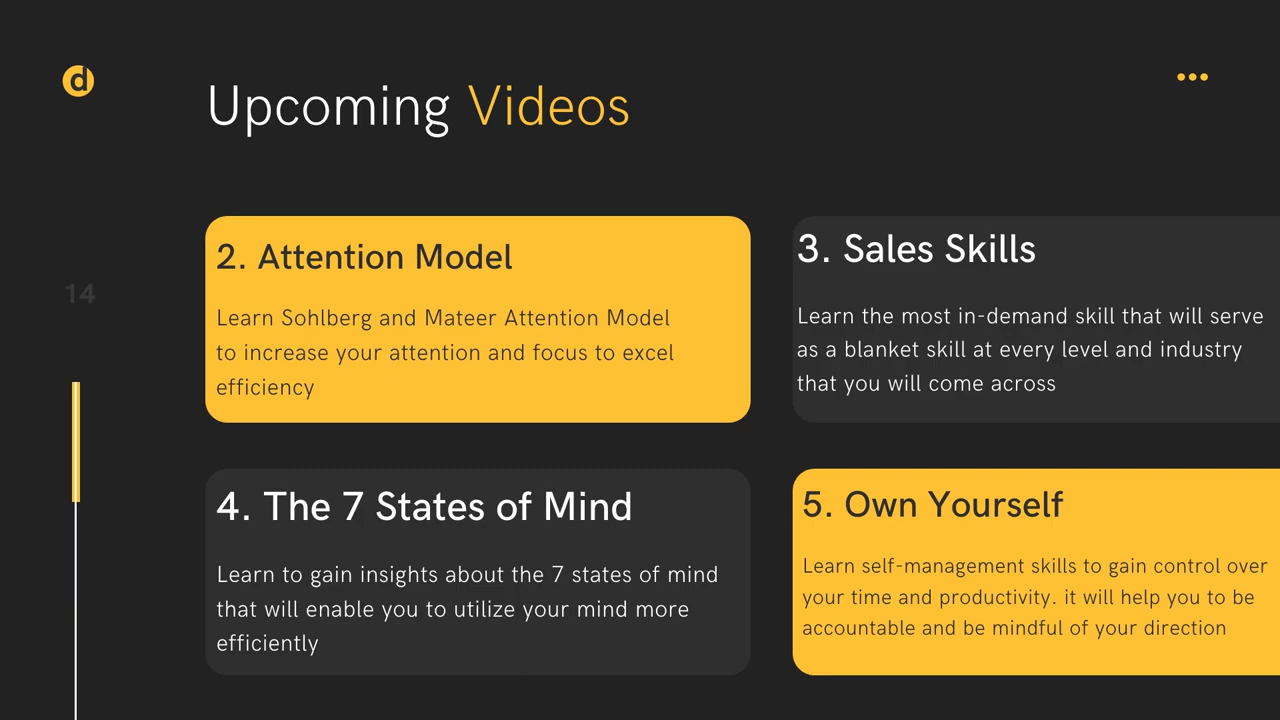 d
Upcoming Videos
2. Attention Model
Learn Sohlberg and Mateer Attention Model
to increase your attention and focus to excel
efficiency
3. Sales Skills
Learn the most in-demand skill that will serve
as a blanket skill at every level and industry
that you will come across
14
4. The 7 States of Mind
Learn to gain insights about the 7 states of mind
that will enable you to utilize your mind more
efficiently
5. Own Yourself
Learn self-management skills to gain control over
your time and productivity. it will help you to be
accountable and be mindful of your direction